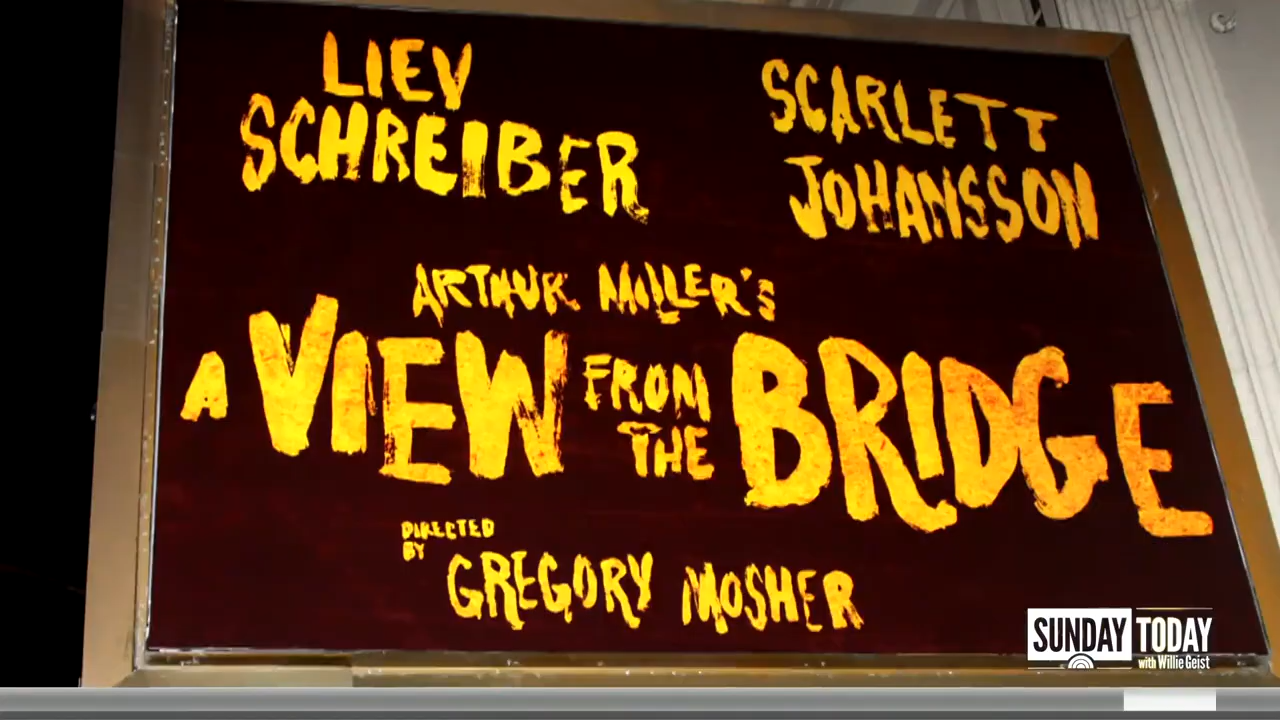 LIEV
SCHREIBER
SCARLETT
JOHANSSON
ARTHUR MILLER'S
A VIEW FROM THE BRIDGE
DIRECTED
BY
GREGORY MOSHER
SUNDAY TODAY
with Willie Geist